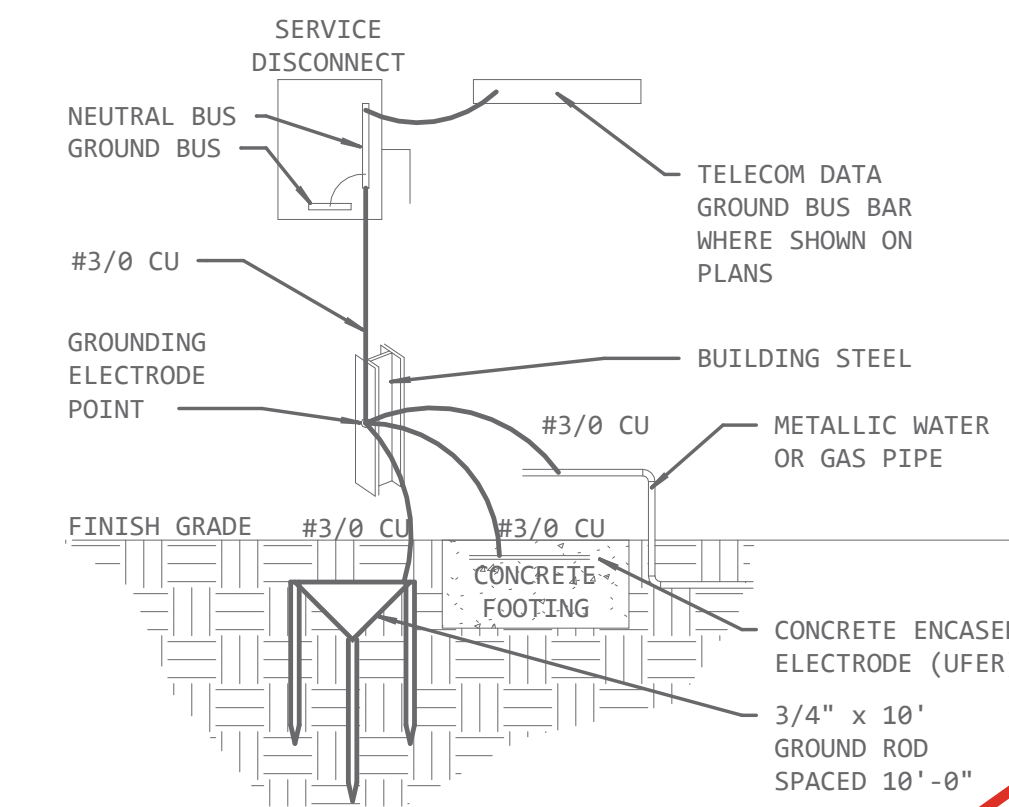 SERVICE
DISCONNECT
NEUTRAL BUS
GROUND BUS
TELECOM DATA
GROUND BUS BAR
WHERE SHOWN ON
PLANS
#3/0 CU
GROUNDING
ELECTRODE
POINT
BUILDING STEEL
#3/0 CU
METALLIC WATER
OR GAS PIPE
FINISH GRADE
#3/0 CU
#3/0 CU
CONCRETE
FOOTING
CONCRETE ENCASE
ELECTRODE (UFER
3/4" x 10'
GROUND ROD
SPACED 10'-0"